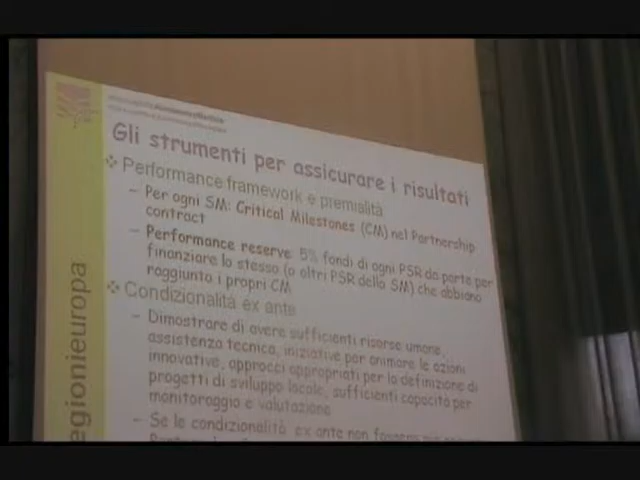 Gli strumenti per assicurare i risultati
Performance framework e premialità
– Per ogni SM: Critical Milestones (CM) nel Partnership
contract
– Performance reserve: 5% fondi di ogni PSR da parte per
finanziare lo stesso (o altri PSR dello SM) che abbiano
raggiunto i propri CM
Condizionalità ex ante
– Dimostrare di avere sufficienti risorse umane,
assistenza tecnica, iniziative per animare le azioni
innovative, approcci appropriati per la definizione di
progetti di sviluppo locale, sufficienti capacità per
monitoraggio e valutazione
– Se le condizionalità ex ante non
egionieuropa